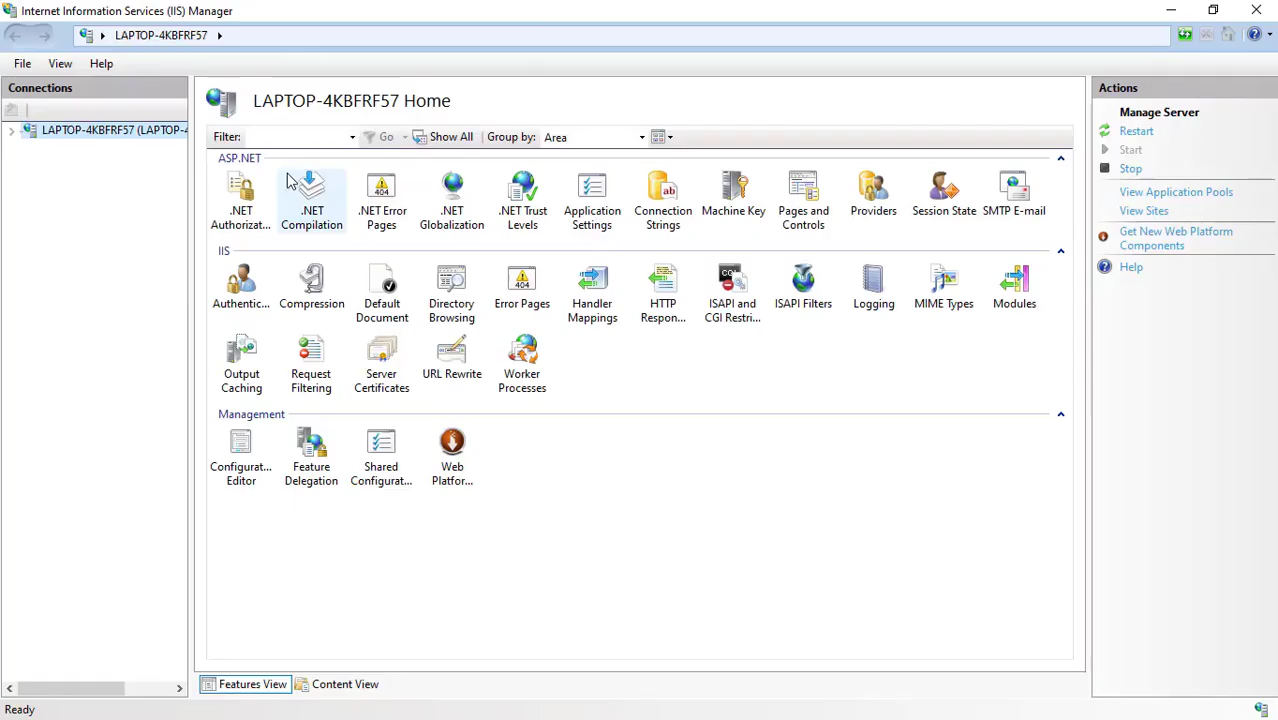 Internet Information Services (IIS) Manager
LAPTOP-4KBFRF57
File View Help
Connections
LAPTOP-4KBFRF57 (LAPTOP-4
LAPTOP-4KBFRF57 Home
Filter: Go Show All Group by: Area
ASP.NET
.NET Authorizat...
.NET Compilation
.NET Error Pages
.NET Globalization
.NET Trust Levels
Application Settings
Connection Strings
Machine Key
Pages and Controls
Providers
Session State
SMTP E-mail
IIS
Authentic...
Compression
Default Document
Directory Browsing
Error Pages
Handler Mappings
HTTP Respon...
ISAPI and CGI Restri...
ISAPI Filters
Logging
MIME Types
Modules
Output Caching
Request Filtering
Server Certificates
URL Rewrite
Worker Processes
Management
Configurat... Editor
Feature Delegation
Shared Configurat...
Web Platfor...
Features View
Content View
Actions
Manage Server
Restart
Start
Stop
View Application Pools
View Sites
Get New Web Platform
Components
Help
Ready